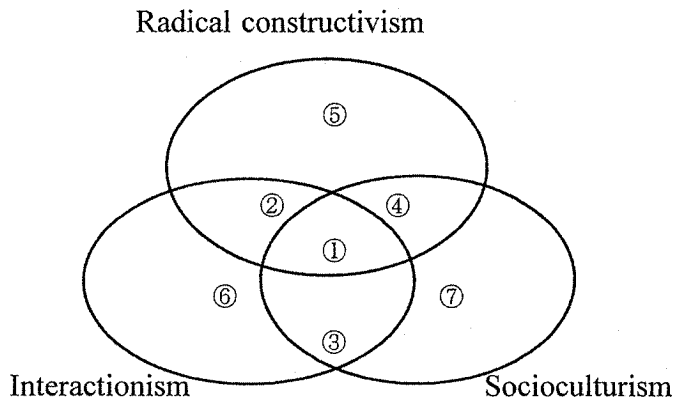 Radical constructivism
⑤
② ④
①
⑥ ⑦
③
Interactionism Socioculturism